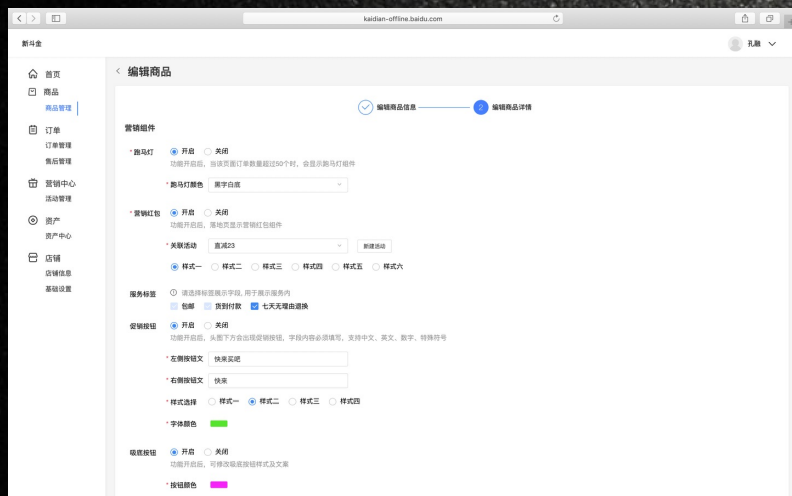 kaidian-offline.baidu.com
新斗金
孔融
首页
商品
商品管理
订单
订单管理
售后管理
营销中心
活动管理
资产
资产中心
店铺
店铺信息
基础设置
编辑商品
编辑商品信息
2 编辑商品详情
营销组件
*跑马灯 开启 关闭
功能开启后，当该页面订单数量超过50个时，会显示跑马灯组件
*跑马灯颜色 黑字白底
*营销红包 开启 关闭
功能开启后，落地页显示营销红包组件
*关联活动 直减23 新建活动
样式一 样式二 样式三 样式四 样式五 样式六
服务标签 请选择标签展示字段, 用于展示服务内
包邮 货到付款 七天无理由退换
促销按钮 开启 关闭
功能开启后，头图下方会出现促销按钮，字段内容必须填写，支持中文、英文、数字、特殊符号
*左侧按钮文 快来买吧
*右侧按钮文 快来
*样式选择 样式一 样式二 样式三 样式四
*字体颜色
吸底按钮 开启 关闭
功能开启后，可修改吸底按钮样式及文案
*按钮颜色